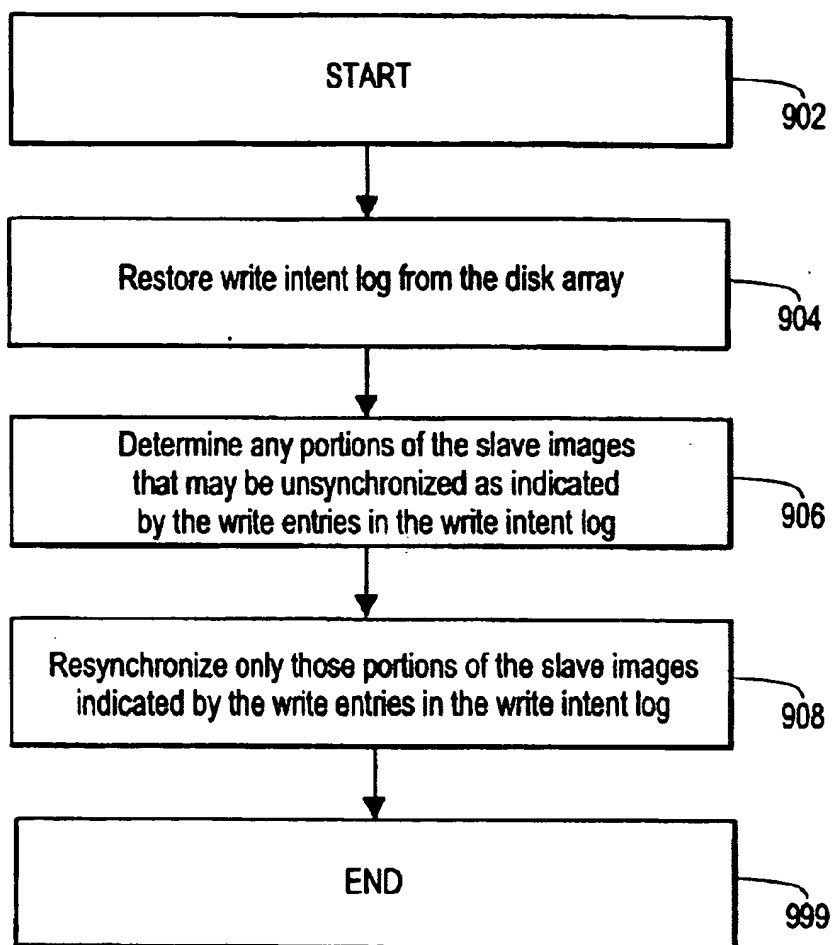 START
902
Restore write intent log from the disk array
904
Determine any portions of the slave images
that may be unsynchronized as indicated
by the write entries in the write intent log
906
Resynchronize only those portions of the slave images
indicated by the write entries in the write intent log
908
END
999